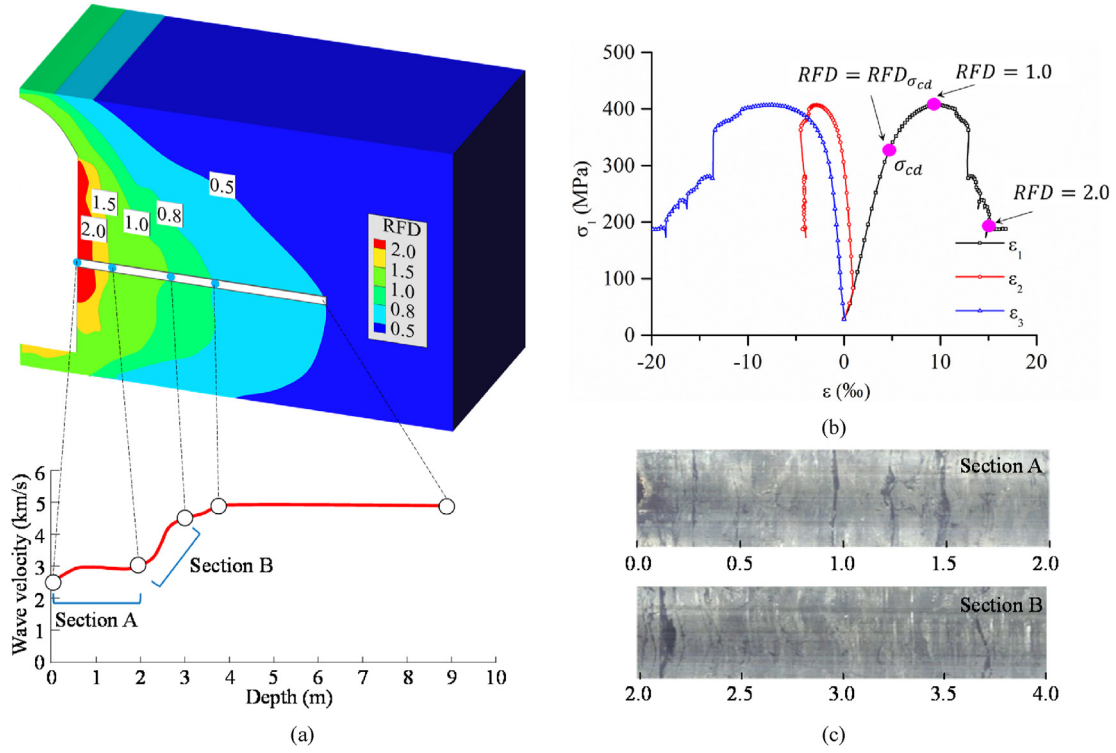 0.5
0.8
1.0
1.5
2.0
RFD
2.0
1.5
1.0
0.8
0.5
Wave velocity (km/s)
6
5
4
3
2
1
0
Section A
Section B
0 1 2 3 4 5 6 7 8 9 10
Depth (m)
(a)
σ₁ (MPa)
500
400
300
200
100
0
RFD = RFDσcd
RFD = 1.0
σcd
RFD = 2.0
ε₁
ε₂
ε₃
-20 -10 0 10 20
ε (‰)
(b)
Section A
0.0 0.5 1.0 1.5 2.0
Section B
2.0 2.5 3.0 3.5 4.0
(c)